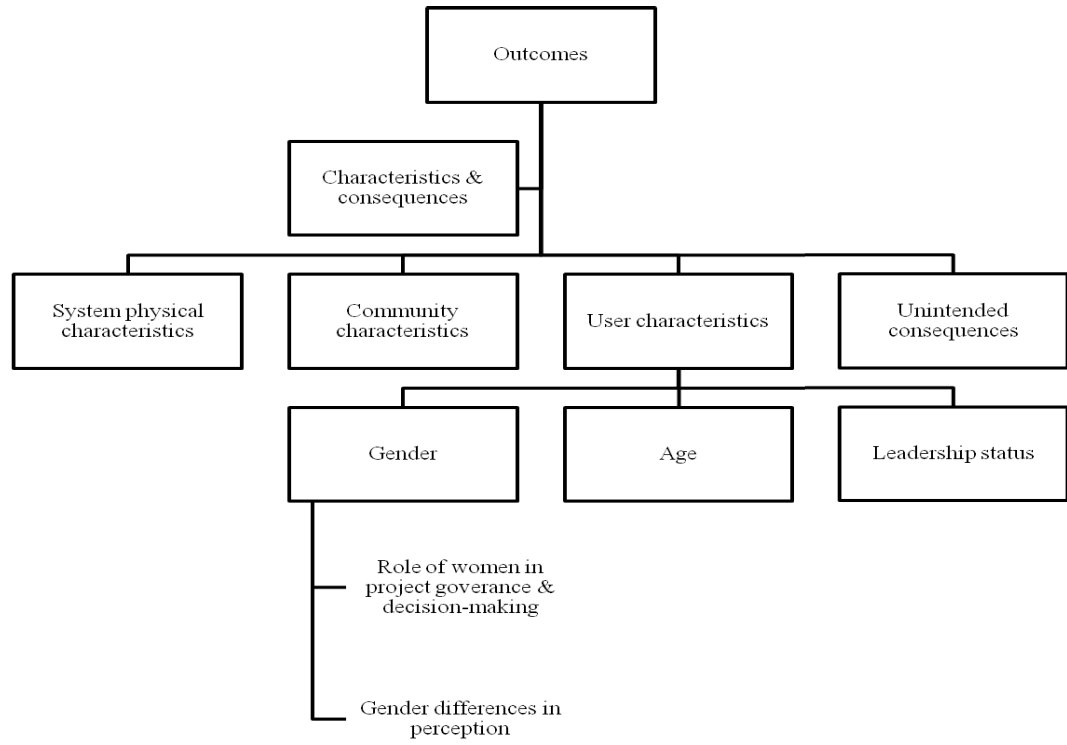 Outcomes
Characteristics &
consequences
System physical
characteristics
Community
characteristics
User characteristics
Unintended
consequences
Gender
Age
Leadership status
Role of women in
project goverance &
decision-making
Gender differences in
perception